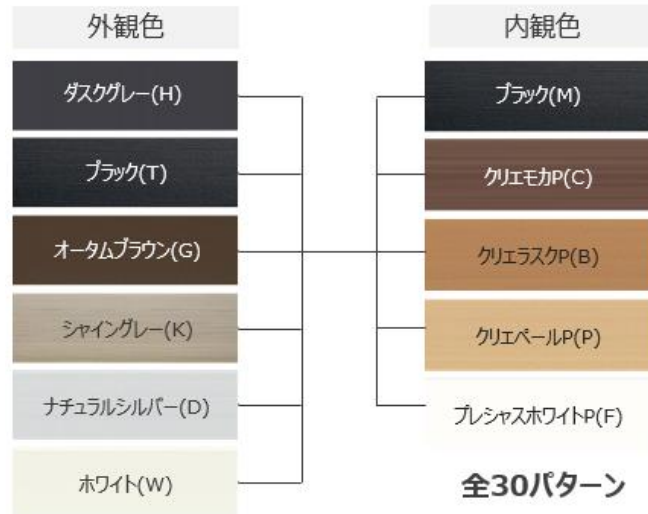 外観色
ダスクグレー(H)
ブラック(T)
オータムブラウン(G)
シャイングレー(K)
ナチュラルシルバー(D)
ホワイト(W)
内観色
ブラック(M)
クリエモカP(C)
クリエラスクP(B)
クリエペールP(P)
プレシャスホワイトP(F)
全30パターン